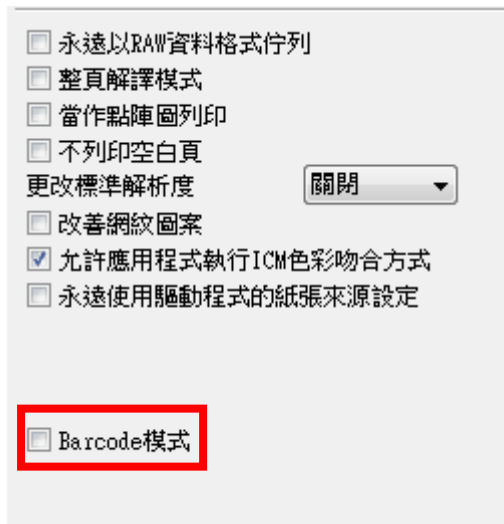 永遠以RAW資料格式佇列
整頁解譯模式
當作點陣圖列印
不列印空白頁
更改標準解析度 關閉
改善網紋圖案
允許應用程式執行ICM色彩吻合方式
永遠使用驅動程式的紙張來源設定
Barcode模式